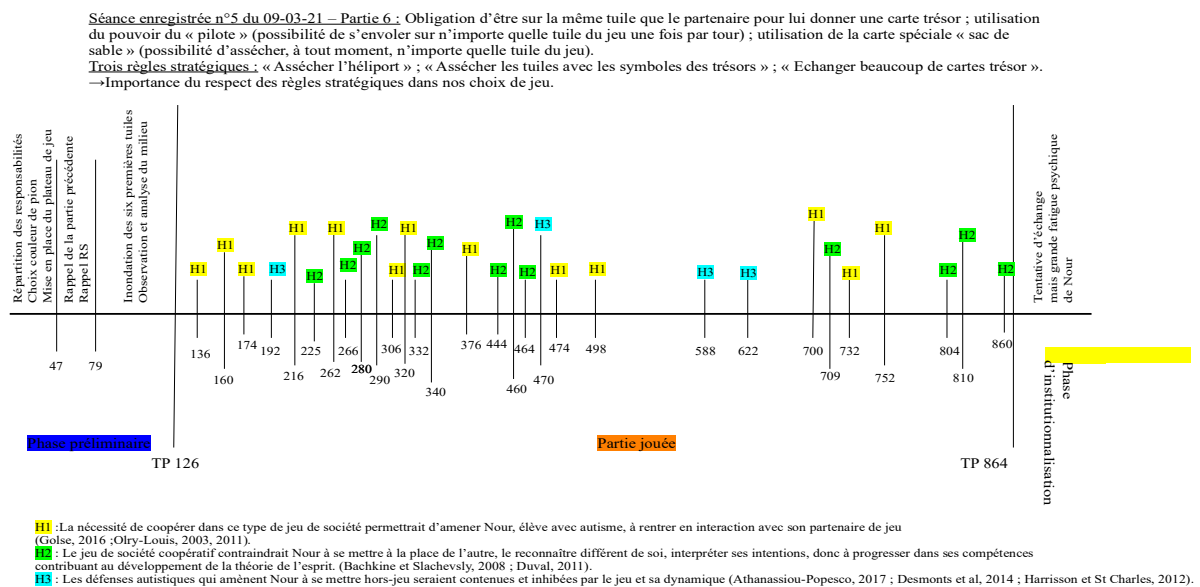 Séance enregistrée n°5 du 09-03-21 – Partie 6 : Obligation d'être sur la même tuile que le partenaire pour lui donner une carte trésor ; utilisation
du pouvoir du « pilote » (possibilité de s'envoler sur n'importe quelle tuile du jeu une fois par tour) ; utilisation de la carte spéciale « sac de
sable » (possibilité d'assécher, à tout moment, n'importe quelle tuile du jeu).
Trois règles stratégiques : « Assécher l'héliport » ; « Assécher les tuiles avec les symboles des trésors » ; « Echanger beaucoup de cartes trésor ».
→Importance du respect des règles stratégiques dans nos choix de jeu.
Répartition des responsabilités
Choix couleur de pion
Mise en place du plateau de jeu
Rappel de la partie précédente
Rappel RS
Inondation des six premières tuiles
Observation et analyse du milieu
H1
H1
H1
H3
H1
H2
H1
H2
H2
H2
H1
H1
H2
H2
H1
H2
H2
H2
H3
H1
H1
H3
H3
H1
H2
H1
H1
H2
H2
H2
Tentative d'échange
mais grande fatigue psychique
de Nour
47
79
136
160
174
192
216
225
262
266
280
290
306
320
332
340
376
444
460
464
470
474
498
588
622
700
709
732
752
804
810
860
Phase
d'institutionnalisation
Phase préliminaire
Partie jouée
TP 126
TP 864
H1 :La nécessité de coopérer dans ce type de jeu de société permettrait d'amener Nour, élève avec autisme, à rentrer en interaction avec son partenaire de jeu
(Golse, 2016 ;Olry-Louis, 2003, 2011).
H2 : Le jeu de société coopératif contraindrait Nour à se mettre à la place de l'autre, le reconnaître différent de soi, interpréter ses intentions, donc à progresser dans ses compétences
contribuant au développement de la théorie de l'esprit. (Bachkine et Slachevsly, 2008 ; Duval, 2011).
H3 : Les défenses autistiques qui amènent Nour à se mettre hors-jeu seraient contenues et inhibées par le jeu et sa dynamique (Athanassiou-Popesco, 2017 ; Desmonts et al, 2014 ; Harrisson et St Charles, 2012).